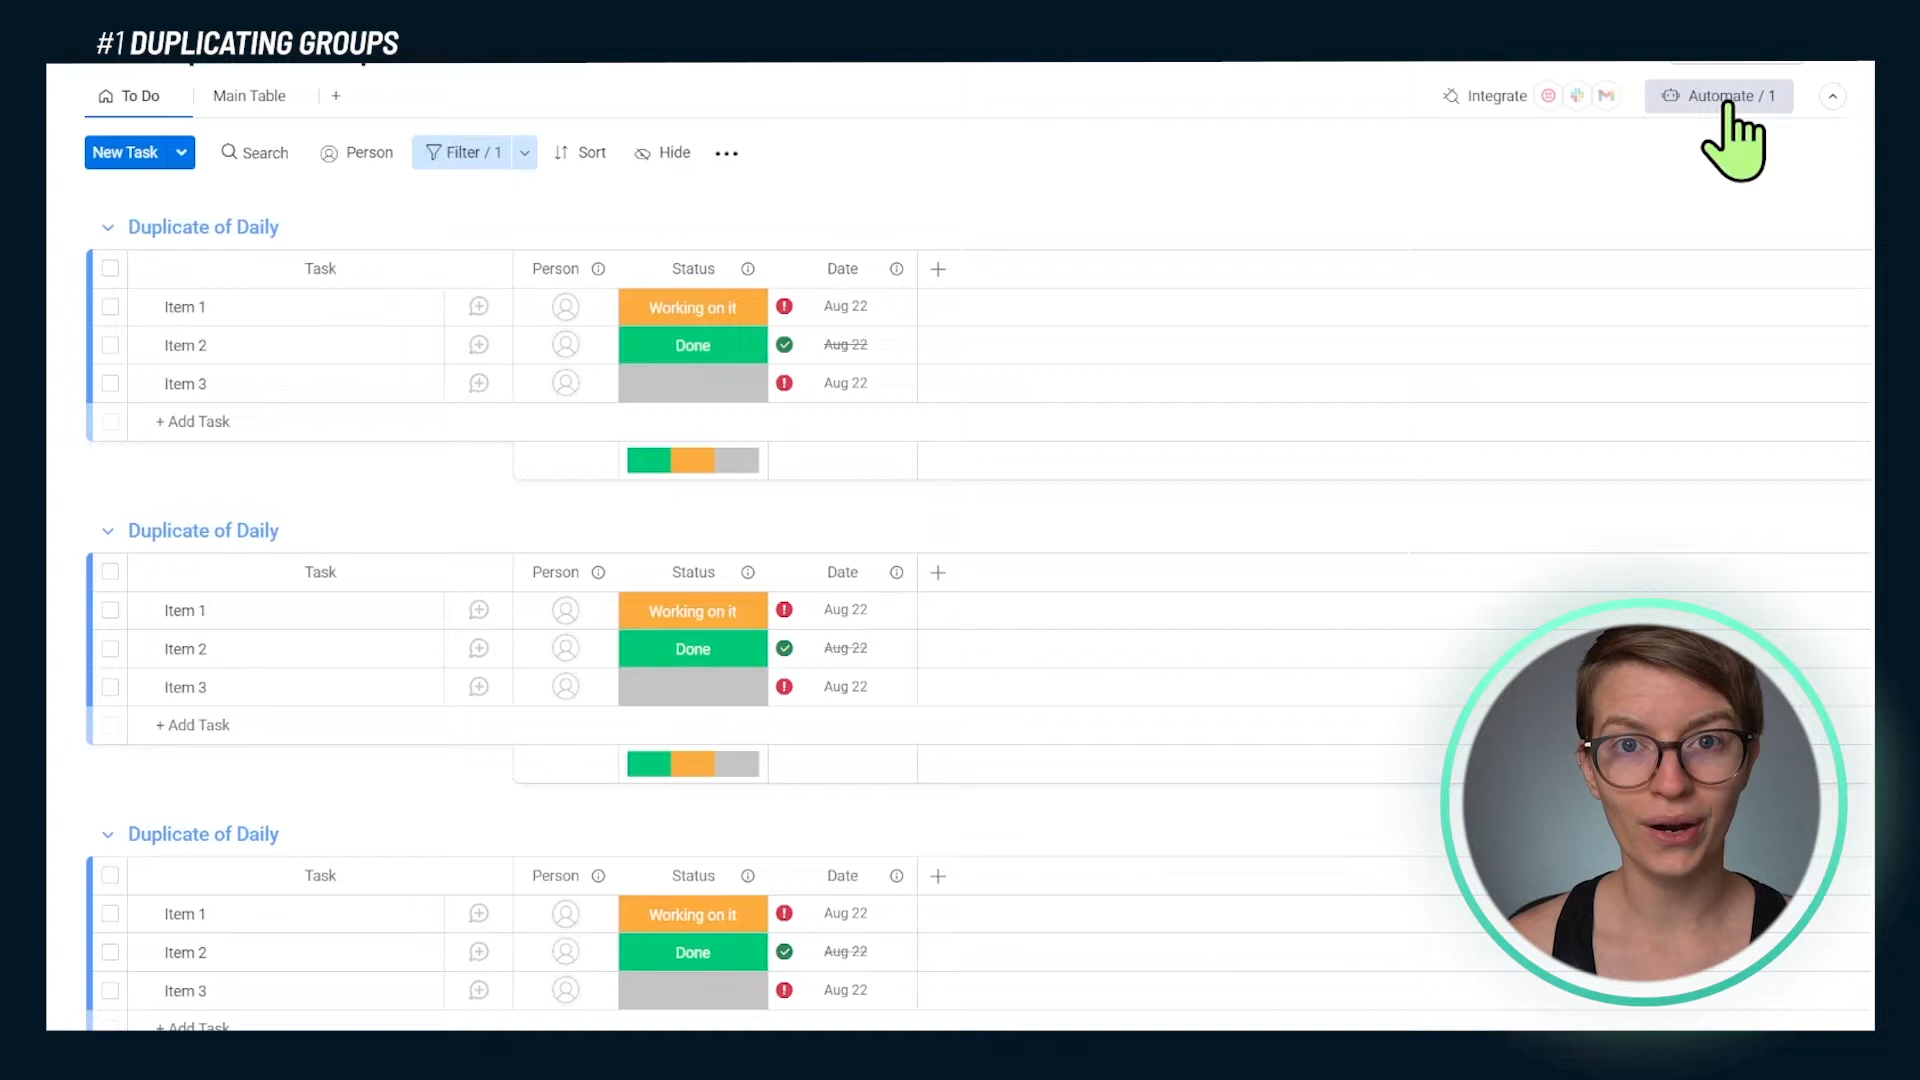 #1 DUPLICATING GROUPS
To Do
Main Table
+
Integrate
Automate / 1
New Task
Search
Person
Filter / 1
Sort
Hide
Duplicate of Daily
Task
Person
Status
Date
Item 1
Working on it
Aug 22
Item 2
Done
Aug 22
Item 3
Aug 22
+ Add Task
Duplicate of Daily
Task
Person
Status
Date
Item 1
Working on it
Aug 22
Item 2
Done
Aug 22
Item 3
Aug 22
+ Add Task
Duplicate of Daily
Task
Person
Status
Date
Item 1
Working on it
Aug 22
Item 2
Done
Aug 22
Item 3
Aug 22
+ Add Task